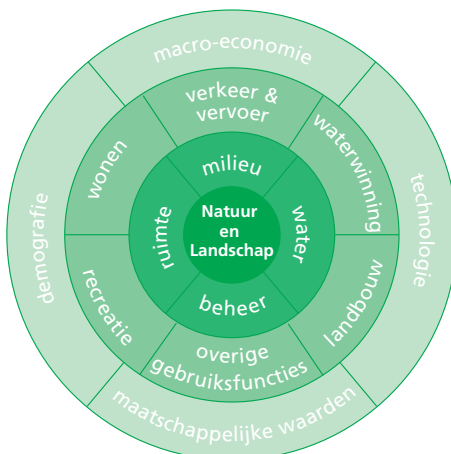 macro-economie
verkeer &
vervoer
wonen
waterwinning
milieu
demografie
ruimte
Natuur
en
Landschap
water
technologie
beheer
recreatie
landbouw
overige
gebruiksfuncties
maatschappelijke waarden